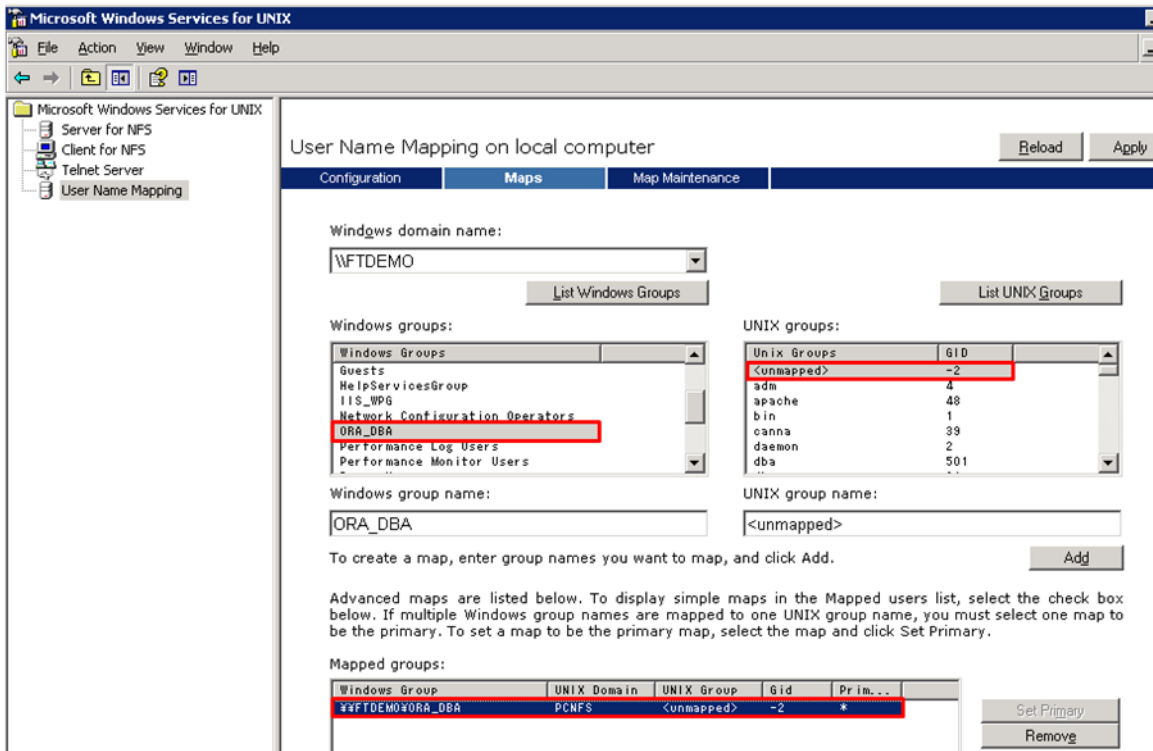 Microsoft Windows Services for UNIX
File Action View Window Help
Microsoft Windows Services for UNIX
Server for NFS
Client for NFS
Telnet Server
User Name Mapping
User Name Mapping on local computer
Reload Apply
Configuration Maps Map Maintenance
Windows domain name:
\\FTDEMO
List Windows Groups List UNIX Groups
Windows groups: UNIX groups:
Windows Groups Unix Groups GID
Guests <unmapped> -2
HelpServicesGroup adm 4
IIS_WPG apache 48
Network Configuration Operators bin 1
ORA_DBA canna 39
Performance Log Users daemon 2
Performance Monitor Users dba 501
Windows group name: UNIX group name:
ORA_DBA <unmapped>
To create a map, enter group names you want to map, and click Add. Add
Advanced maps are listed below. To display simple maps in the Mapped users list, select the check box
below. If multiple Windows group names are mapped to one UNIX group name, you must select one map to
be the primary. To set a map to be the primary map, select the map and click Set Primary.
Mapped groups:
Windows Group UNIX Domain UNIX Group Gid Prim...
¥¥FTDEMO¥ORA_DBA PCNFS <unmapped> -2 *
Set Primary
Remove